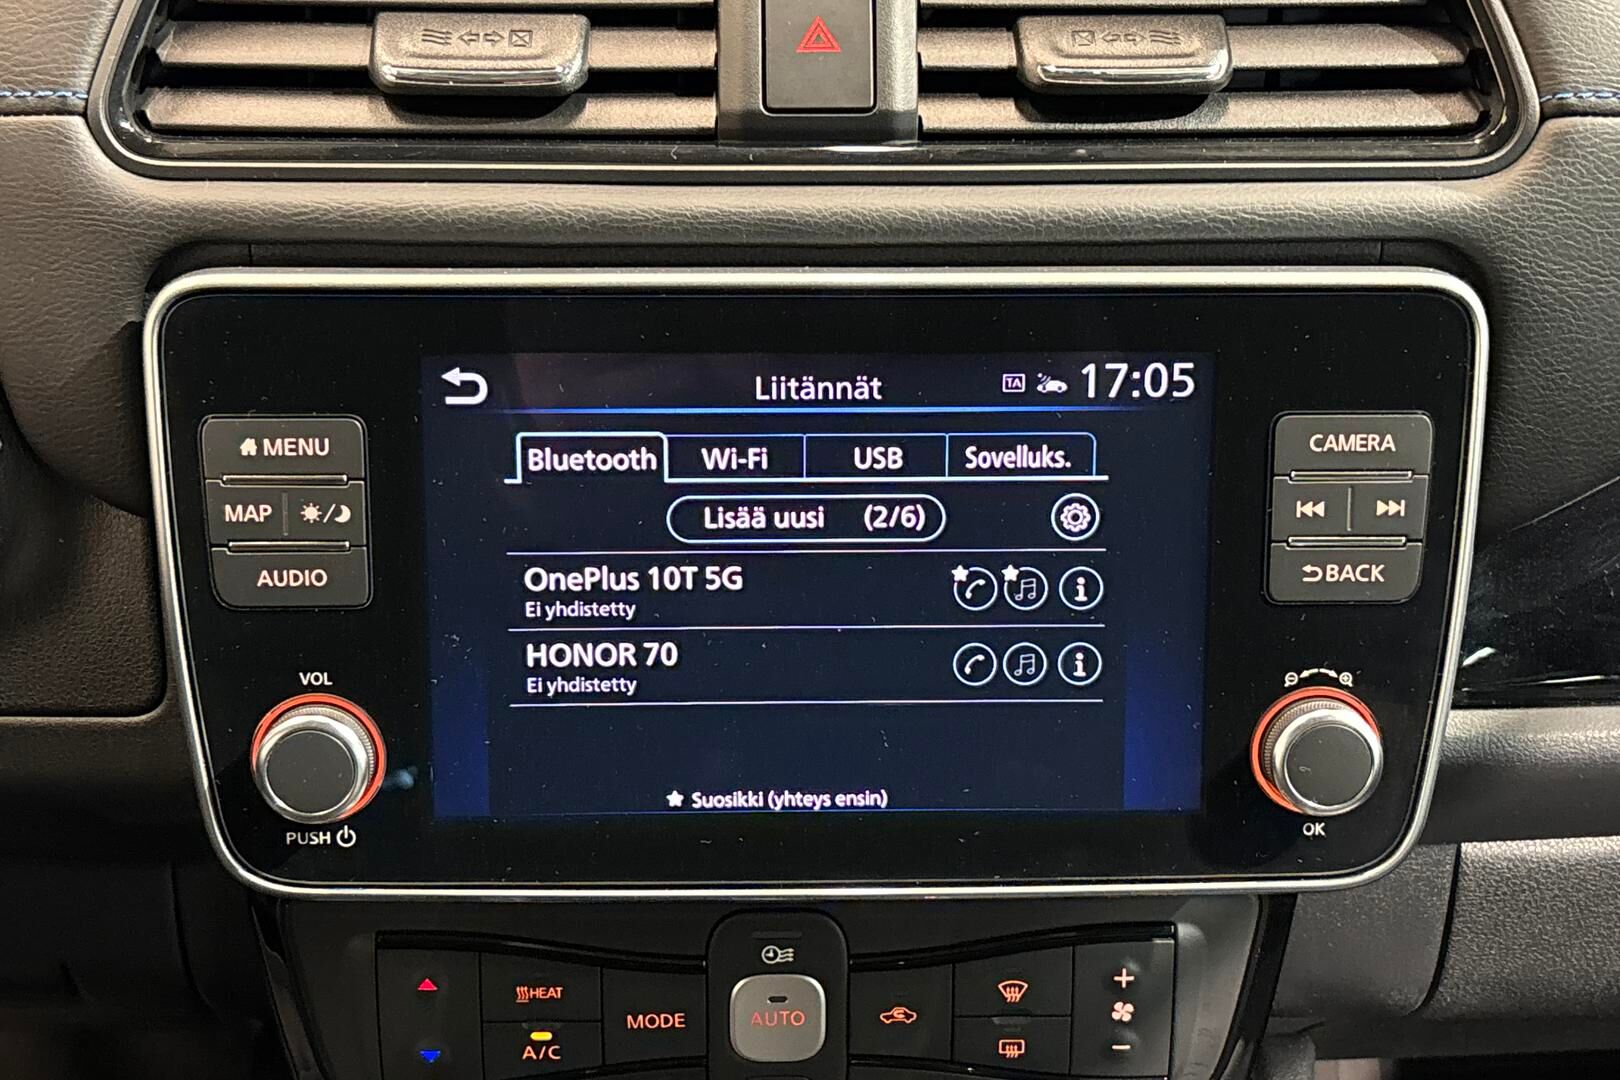 Liitännät TA 17:05
MENU
MAP
AUDIO
Bluetooth Wi-Fi USB Sovelluks.
Lisää uusi (2/6)
OnePlus 10T 5G
Ei yhdistetty
HONOR 70
Ei yhdistetty
Suosikki (yhteys ensin)
CAMERA
BACK
VOL
PUSH
OK
HEAT
A/C
MODE
AUTO